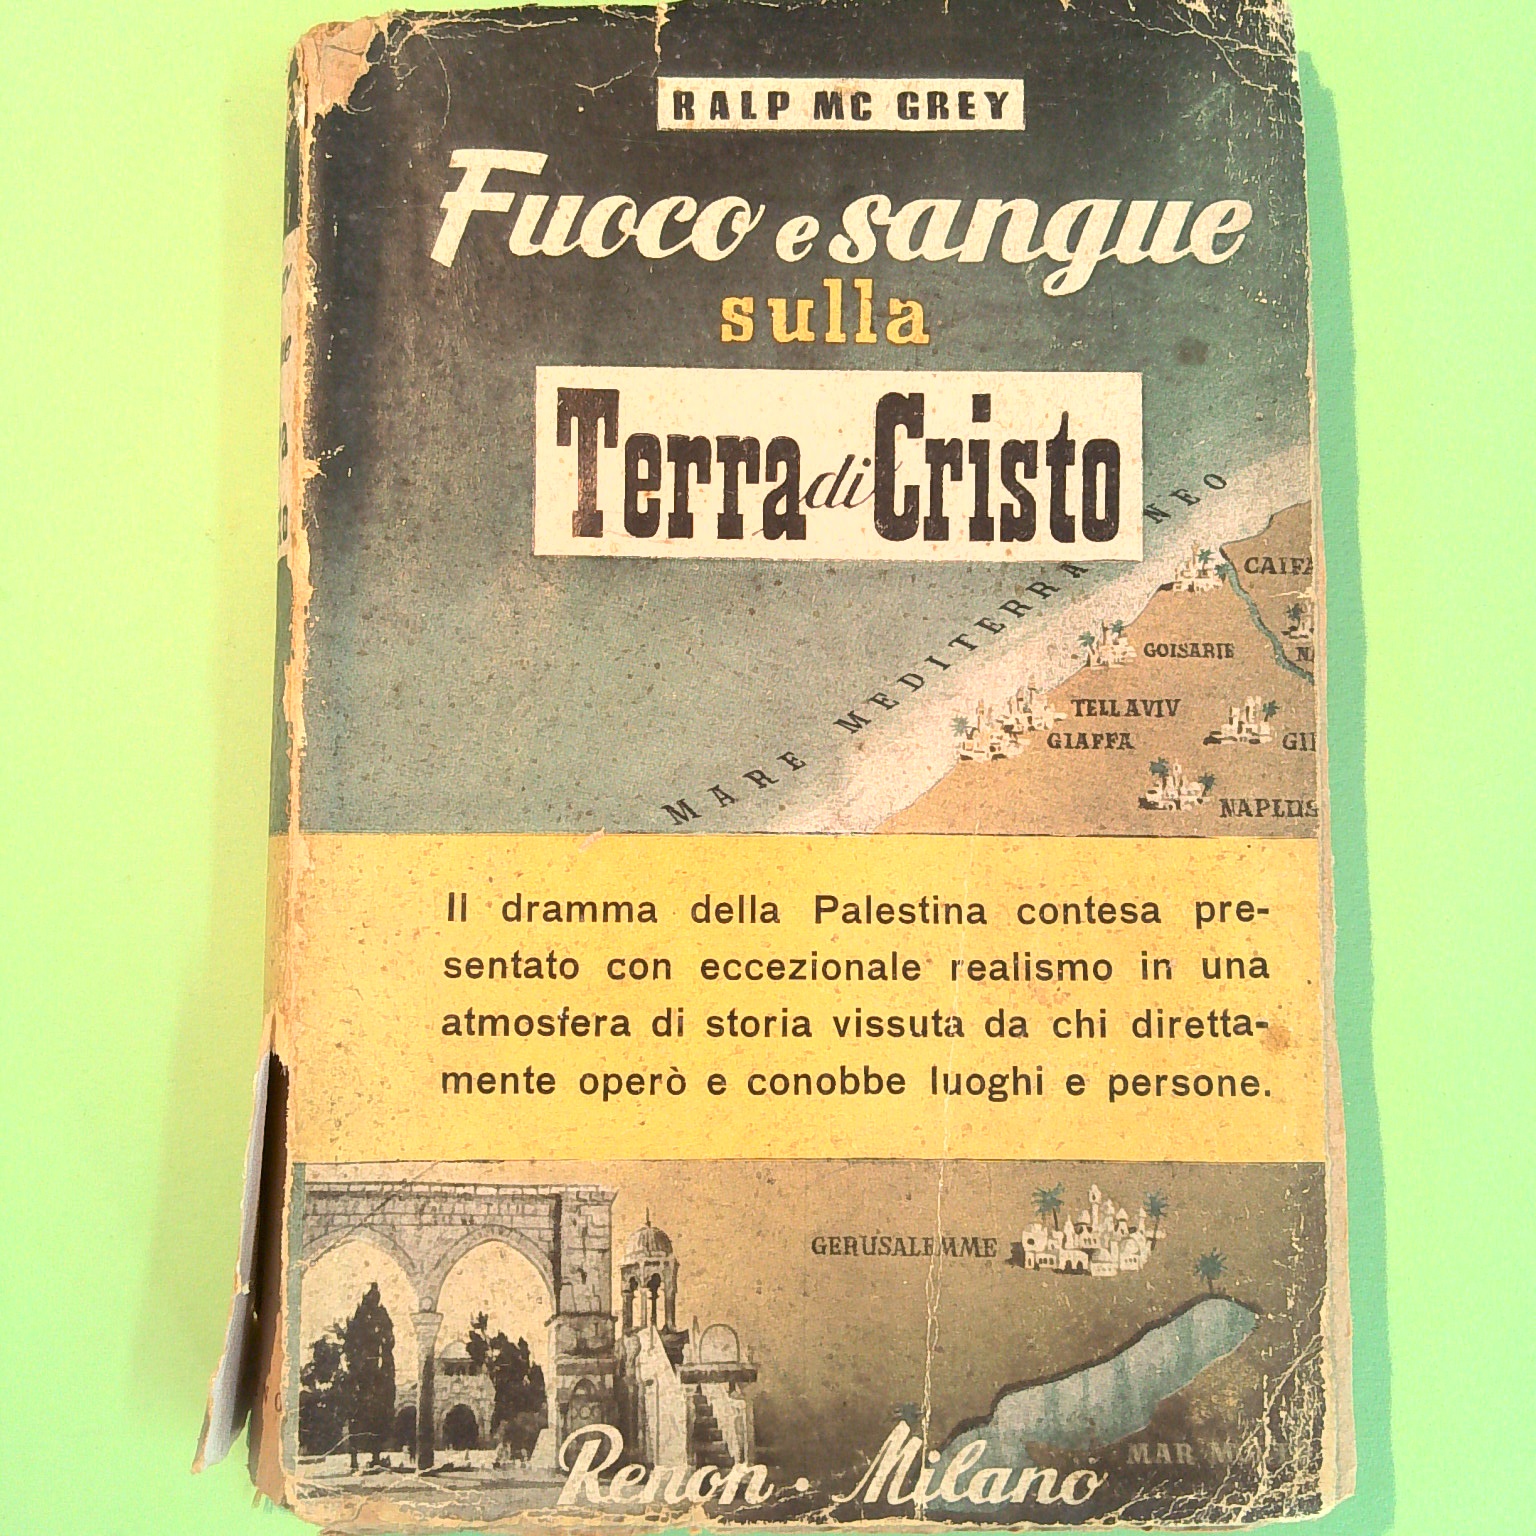 RALP MC GREY
Fuoco e sangue
sulla
Terra di Cristo
MARE MEDITERRANEO
CAIFA
GOISARIE
TELL AVIV
GIAFFA
NAPLUS
Il dramma della Palestina contesa pre-
sentato con eccezionale realismo in una
atmosfera di storia vissuta da chi diretta-
mente operò e conobbe luoghi e persone.
GERUSALEMME
MAR
Renon · Milano